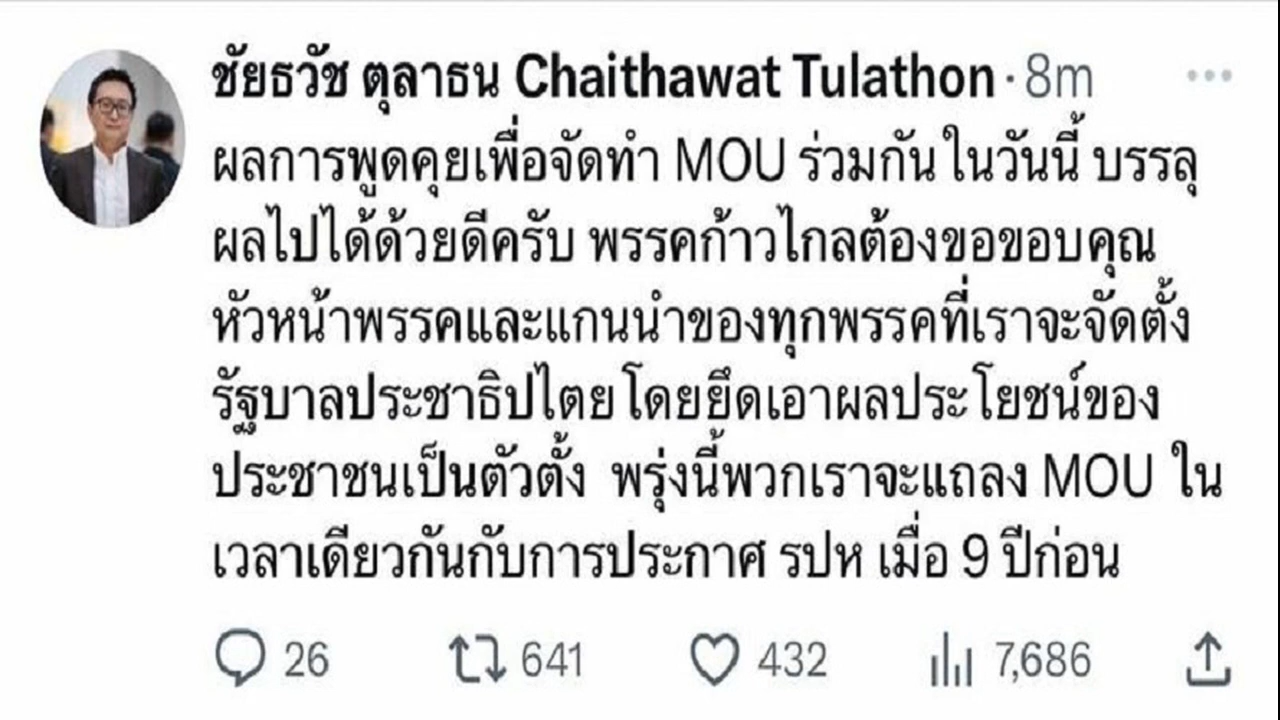 ชัยธวัช ตุลาธน Chaithawat Tulathon · 8m
ผลการพูดคุยเพื่อจัดทำ MOU ร่วมกัน ในวันนี้ บรรลุ
ผลไปได้ด้วยดีครับ พรรคก้าวไกลต้องขอขอบคุณ
หัวหน้าพรรคและแกนนำของทุกพรรคที่เราจะจัดตั้ง
รัฐบาลประชาธิปไตย โดยยึดเอาผลประโยชน์ของ
ประชาชนเป็นตัวตั้ง พรุ่งนี้พวกเราจะแถลง MOU ใน
เวลาเดียวกันกับการประกาศ รปห เมื่อ 9 ปีก่อน
26 641 432 7,686